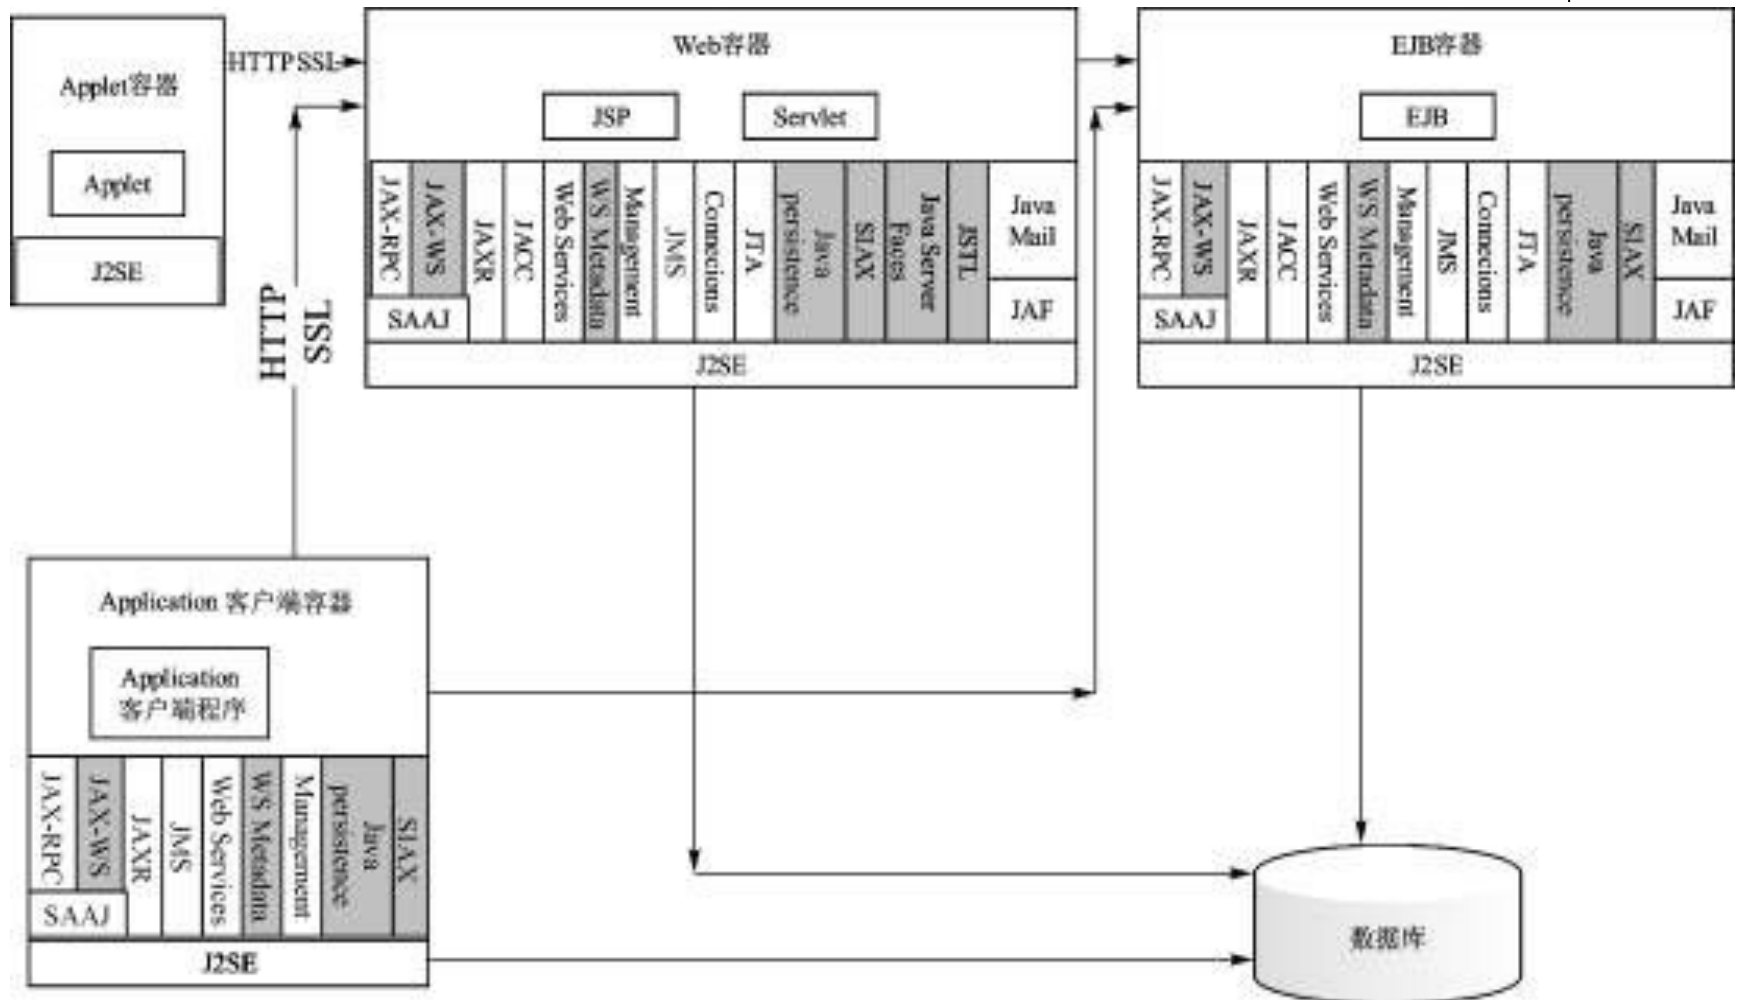 Applet容器
Applet
J2SE
HTTP SSL
HTTP
SSL
Web容器
JSP
Servlet
JAX-RPC
JAX-WS
SAAJ
JAXR
JACC
Web Services
WS Metadata
Management
JMS
Connecions
JTA
Java
persistence
SIAX
Java Server
Faces
JSTL
Java
Mail
JAF
J2SE
EJB容器
EJB
JAX-RPC
JAX-WS
SAAJ
JAXR
JACC
Web Services
WS Metadata
Management
JMS
Connecions
JTA
Java
persistence
SIAX
Java
Mail
JAF
J2SE
Application 客户端容器
Application
客户端程序
JAX-RPC
JAX-WS
SAAJ
JAXR
JMS
Web Services
WS Metadata
Management
Java
persistence
SIAX
J2SE
数据库